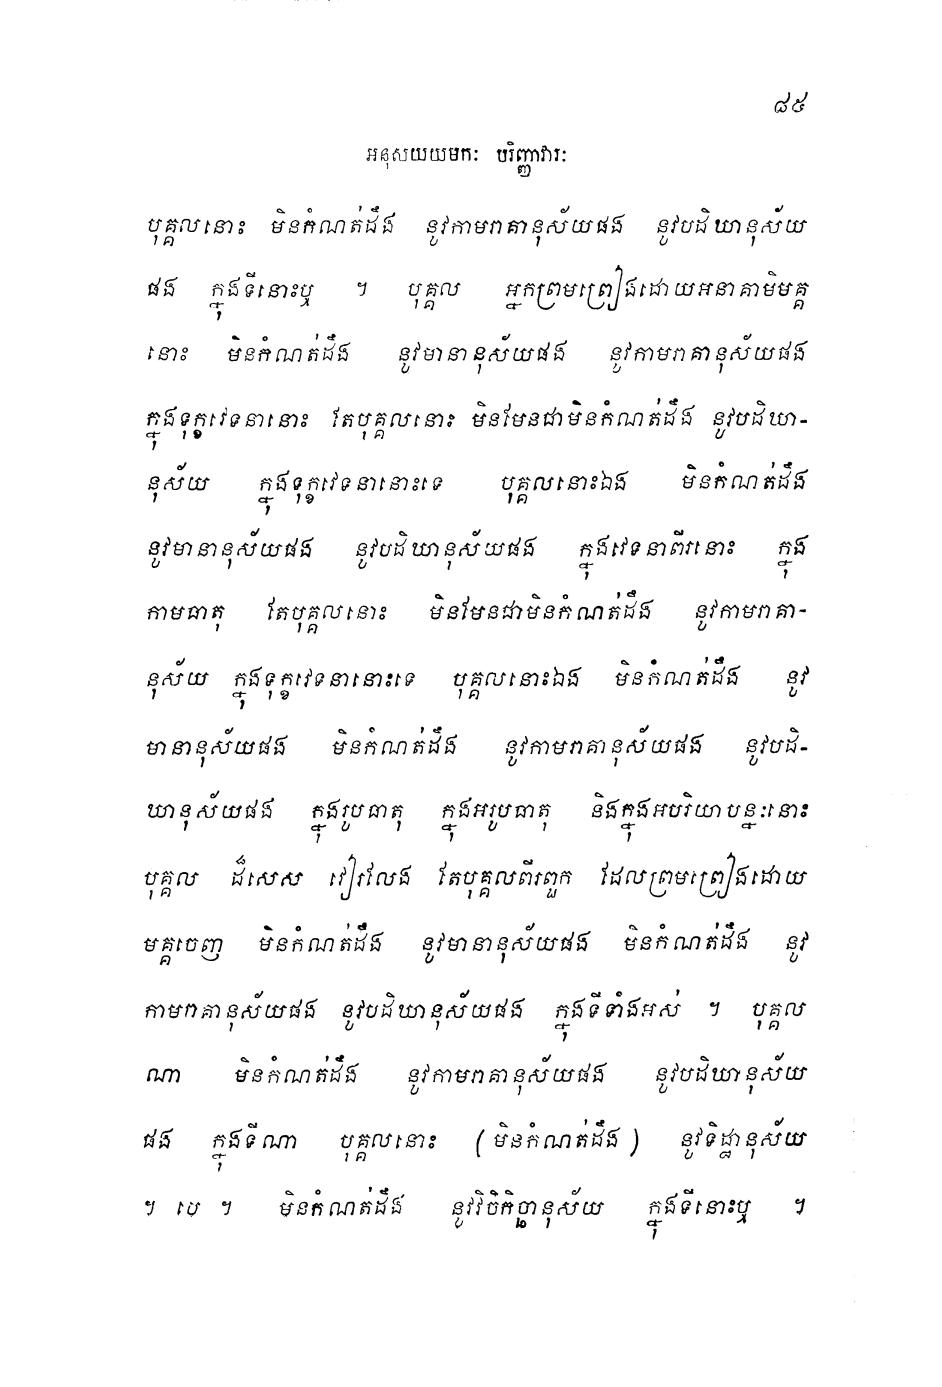 ៨៥
អនុសយយមកៈ បរិញ្ញាវារៈ
បុគ្គលនោះ មិនកំណត់ដឹង នូវកាមរាគានុស័យផង នូវបដិឃានុស័យ
ផង ក្នុងទីនោះឬ ។ បុគ្គល អ្នកព្រមព្រៀងដោយអនាគាមិមគ្គ
នោះ មិនកំណត់ដឹង នូវមានានុស័យផង នូវកាមរាគានុស័យផង
ក្នុងទុក្ខវេទនានោះ តែបុគ្គលនោះ មិនមែនជាមិនកំណត់ដឹង នូវបដិឃា-
នុស័យ ក្នុងទុក្ខវេទនានោះទេ បុគ្គលនោះឯង មិនកំណត់ដឹង
នូវមានានុស័យផង នូវបដិឃានុស័យផង ក្នុងវេទនាពីរនោះ ក្នុង
កាមធាតុ តែបុគ្គលនោះ មិនមែនជាមិនកំណត់ដឹង នូវកាមរាគា-
នុស័យ ក្នុងទុក្ខវេទនានោះទេ បុគ្គលនោះឯង មិនកំណត់ដឹង នូវ
មានានុស័យផង មិនកំណត់ដឹង នូវកាមរាគានុស័យផង នូវបដិ-
ឃានុស័យផង ក្នុងរូបធាតុ ក្នុងអរូបធាតុ និងក្នុងអបរិយាបន្នៈនោះ
បុគ្គល ដ៏សេស វៀរលែង តែបុគ្គលពីរពួក ដែលព្រមព្រៀងដោយ
មគ្គចេញ មិនកំណត់ដឹង នូវមានានុស័យផង មិនកំណត់ដឹង នូវ
កាមរាគានុស័យផង នូវបដិឃានុស័យផង ក្នុងទីទាំងអស់ ។ បុគ្គល
ណា មិនកំណត់ដឹង នូវកាមរាគានុស័យផង នូវបដិឃានុស័យ
ផង ក្នុងទីណា បុគ្គលនោះ (មិនកំណត់ដឹង) នូវទិដ្ឋានុស័យ
។ បេ ។ មិនកំណត់ដឹង នូវវិចិកិច្ឆានុស័យ ក្នុងទីនោះឬ ។